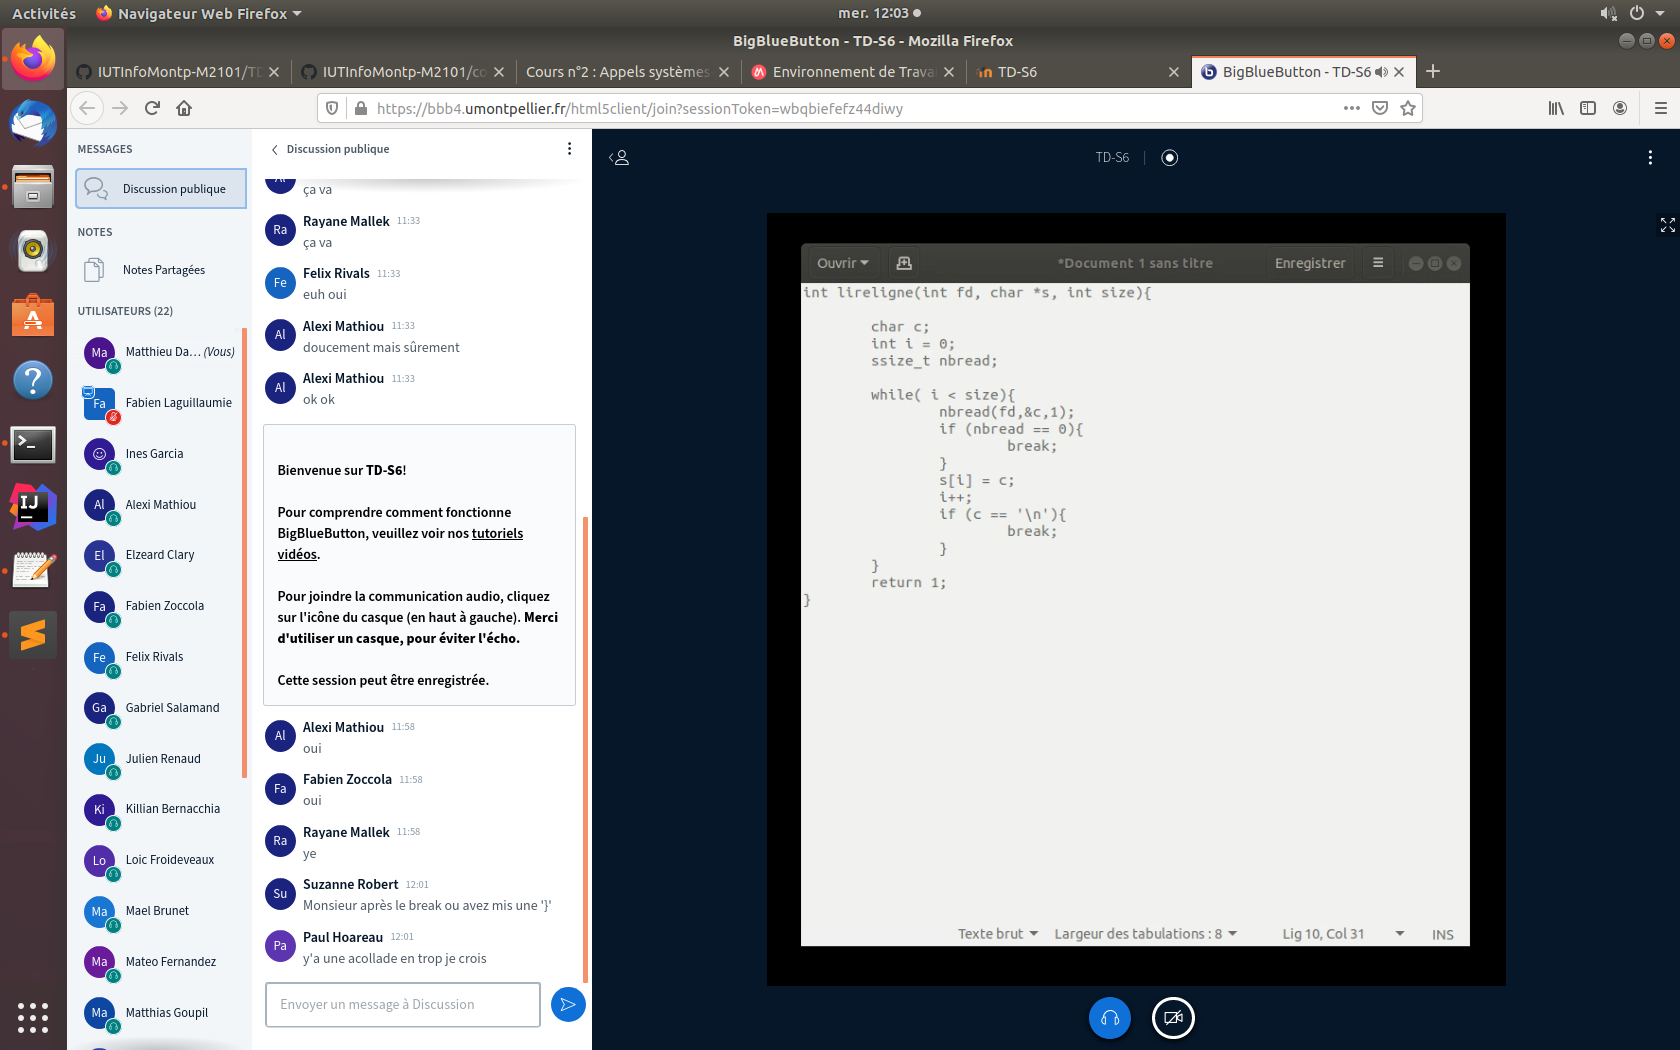 Activités
Navigateur Web Firefox
mer. 12:03
BigBlueButton - TD-S6 - Mozilla Firefox
IUTInfoMontp-M2101/TD
IUTInfoMontp-M2101/co
Cours n°2 : Appels systèmes
Environnement de Trava
TD-S6
BigBlueButton - TD-S6
https://bbb4.umontpellier.fr/html5client/join?sessionToken=wbqbiefefz44diwy
MESSAGES
Discussion publique
NOTES
Notes Partagées
UTILISATEURS (22)
Ma
Matthieu Da… (Vous)
Fa
Fabien Laguillaumie
Ines Garcia
Al
Alexi Mathiou
El
Elzeard Clary
Fa
Fabien Zoccola
Fe
Felix Rivals
Ga
Gabriel Salamand
Ju
Julien Renaud
Ki
Killian Bernacchia
Lo
Loic Froideveaux
Ma
Mael Brunet
Ma
Mateo Fernandez
Ma
Matthias Goupil
Discussion publique
Al
ça va
Ra
Rayane Mallek 11:33
ça va
Fe
Felix Rivals 11:33
euh oui
Al
Alexi Mathiou 11:33
doucement mais sûrement
Al
Alexi Mathiou 11:33
ok ok
Bienvenue sur TD-S6!
Pour comprendre comment fonctionne
BigBlueButton, veuillez voir nos tutoriels
vidéos.
Pour joindre la communication audio, cliquez
sur l'icône du casque (en haut à gauche). Merci
d'utiliser un casque, pour éviter l'écho.
Cette session peut être enregistrée.
Al
Alexi Mathiou 11:58
oui
Fa
Fabien Zoccola 11:58
oui
Ra
Rayane Mallek 11:58
ye
Su
Suzanne Robert 12:01
Monsieur après le break ou avez mis une '}'
Pa
Paul Hoareau 12:01
y'a une acollade en trop je crois
Envoyer un message à Discussion
TD-S6
Ouvrir
*Document 1 sans titre
Enregistrer
int lireligne(int fd, char *s, int size){
char c;
int i = 0;
ssize_t nbread;
while( i < size){
nbread(fd,&c,1);
if (nbread == 0){
break;
}
s[i] = c;
i++;
if (c == '\n'){
break;
}
}
return 1;
}
Texte brut
Largeur des tabulations : 8
Lig 10, Col 31
INS
IJ